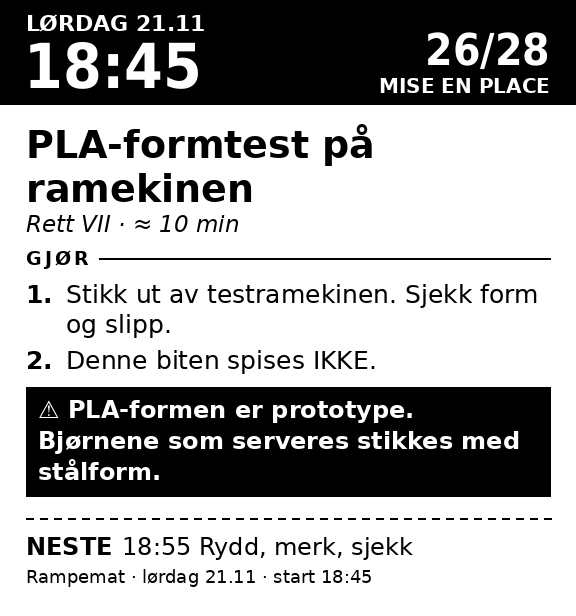 LØRDAG 21.11
18:45
26/28
MISE EN PLACE
PLA-formtest på
ramekinen
Rett VII · ≈ 10 min
GJØR
1. Stikk ut av testramekinen. Sjekk form
og slipp.
2. Denne biten spises IKKE.
⚠ PLA-formen er prototype.
Bjørnene som serveres stikkes med
stålform.
NESTE 18:55 Rydd, merk, sjekk
Rampemat · lørdag 21.11 · start 18:45